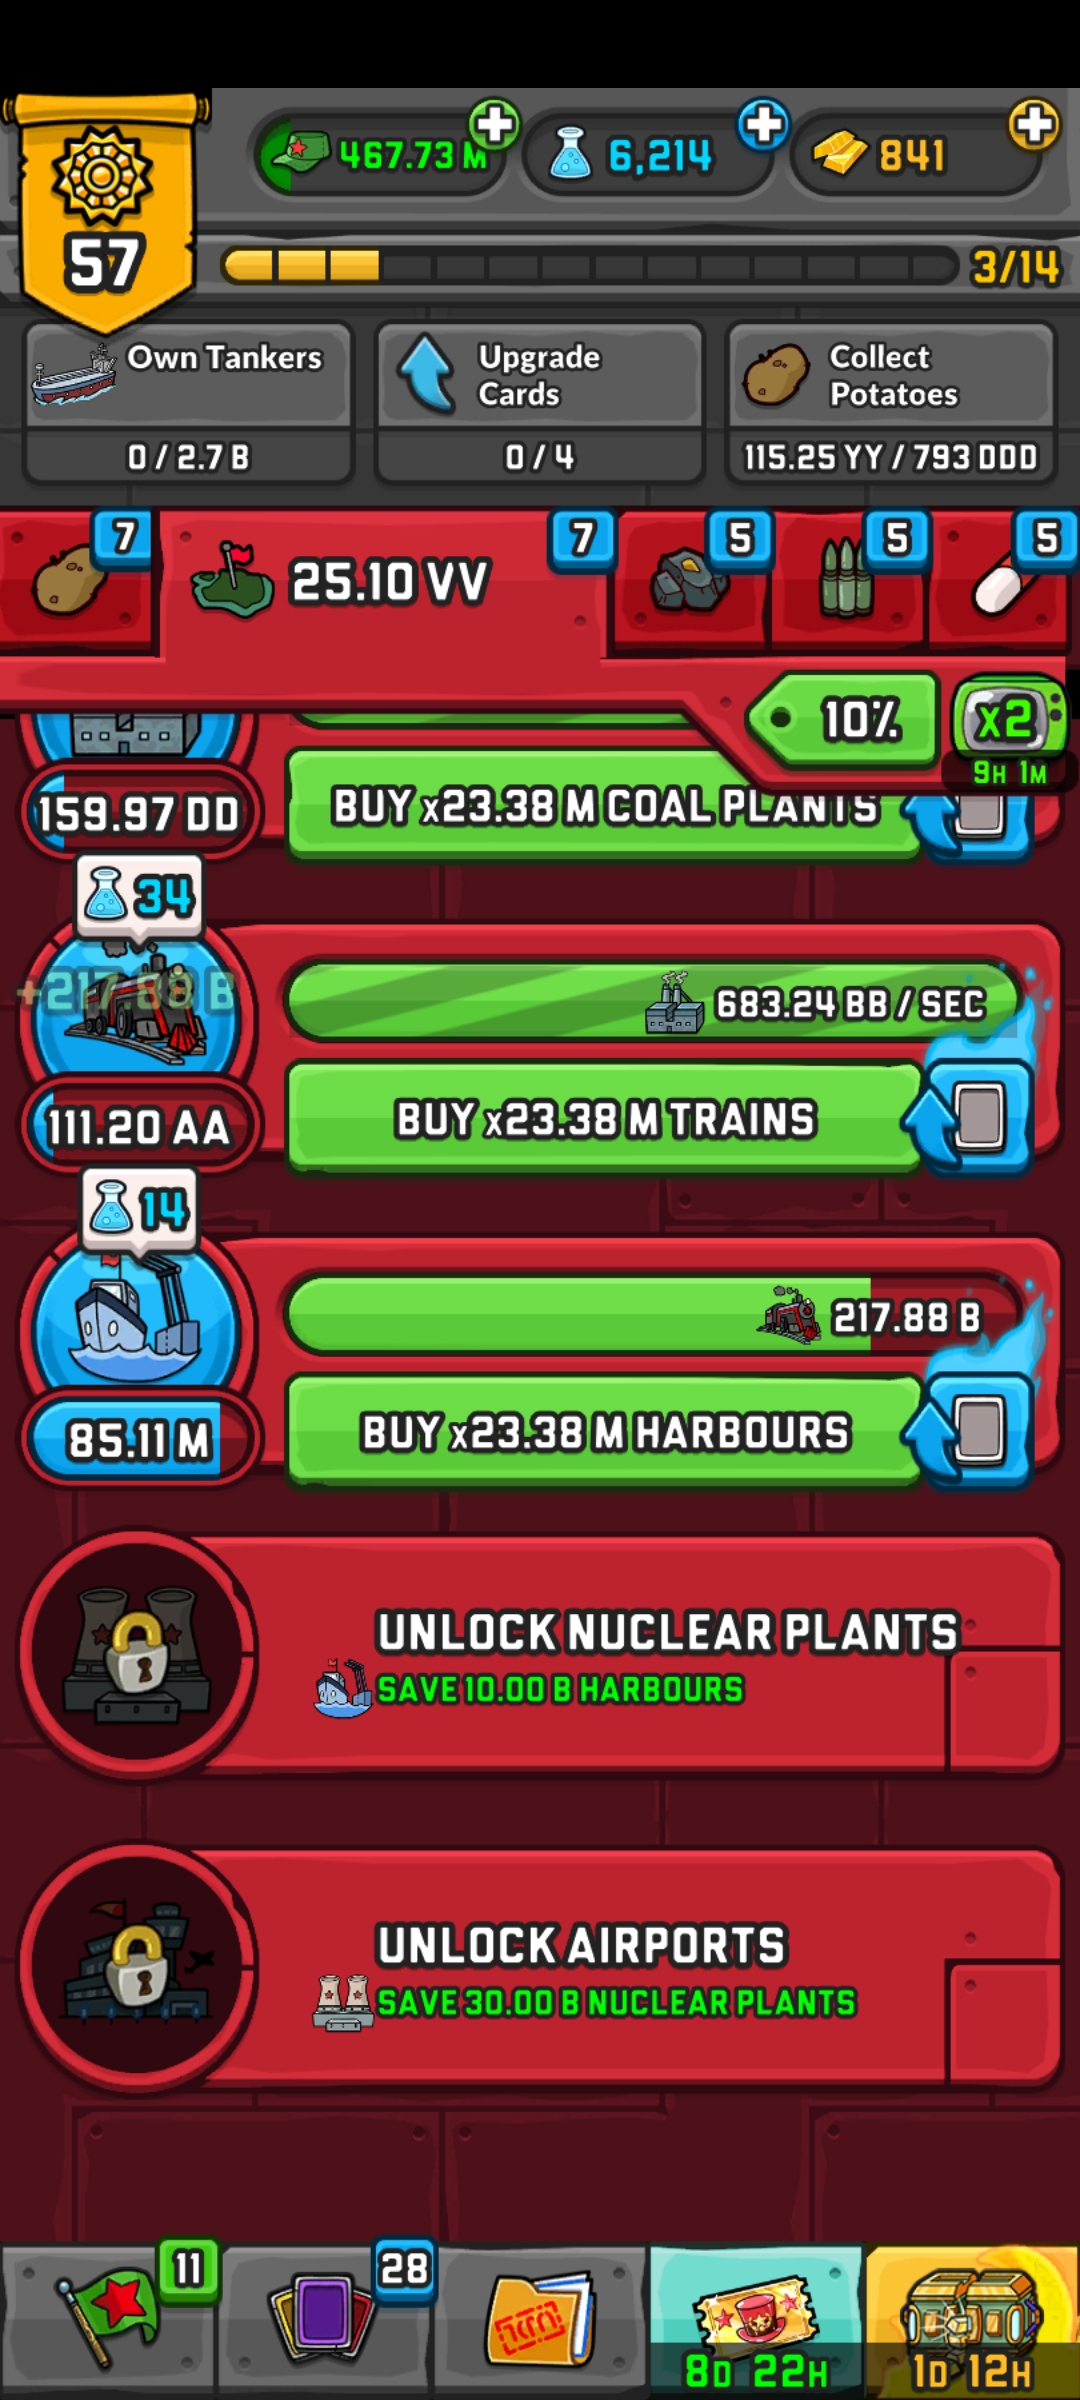 467.73 M
6,214
841
57
3/14
Own Tankers
0 / 2.7 B
Upgrade
Cards
0 / 4
Collect
Potatoes
115.25 YY / 793 DDD
7
25.10 VV
7
5
5
5
10%
x2
9H 1M
159.97 DD
BUY x23.38 M COAL PLANTS
34
+217.88 B
683.24 BB / SEC
111.20 AA
BUY x23.38 M TRAINS
14
217.88 B
85.11 M
BUY x23.38 M HARBOURS
UNLOCK NUCLEAR PLANTS
SAVE 10.00 B HARBOURS
UNLOCK AIRPORTS
SAVE 30.00 B NUCLEAR PLANTS
11
28
8D 22H
1D 12H